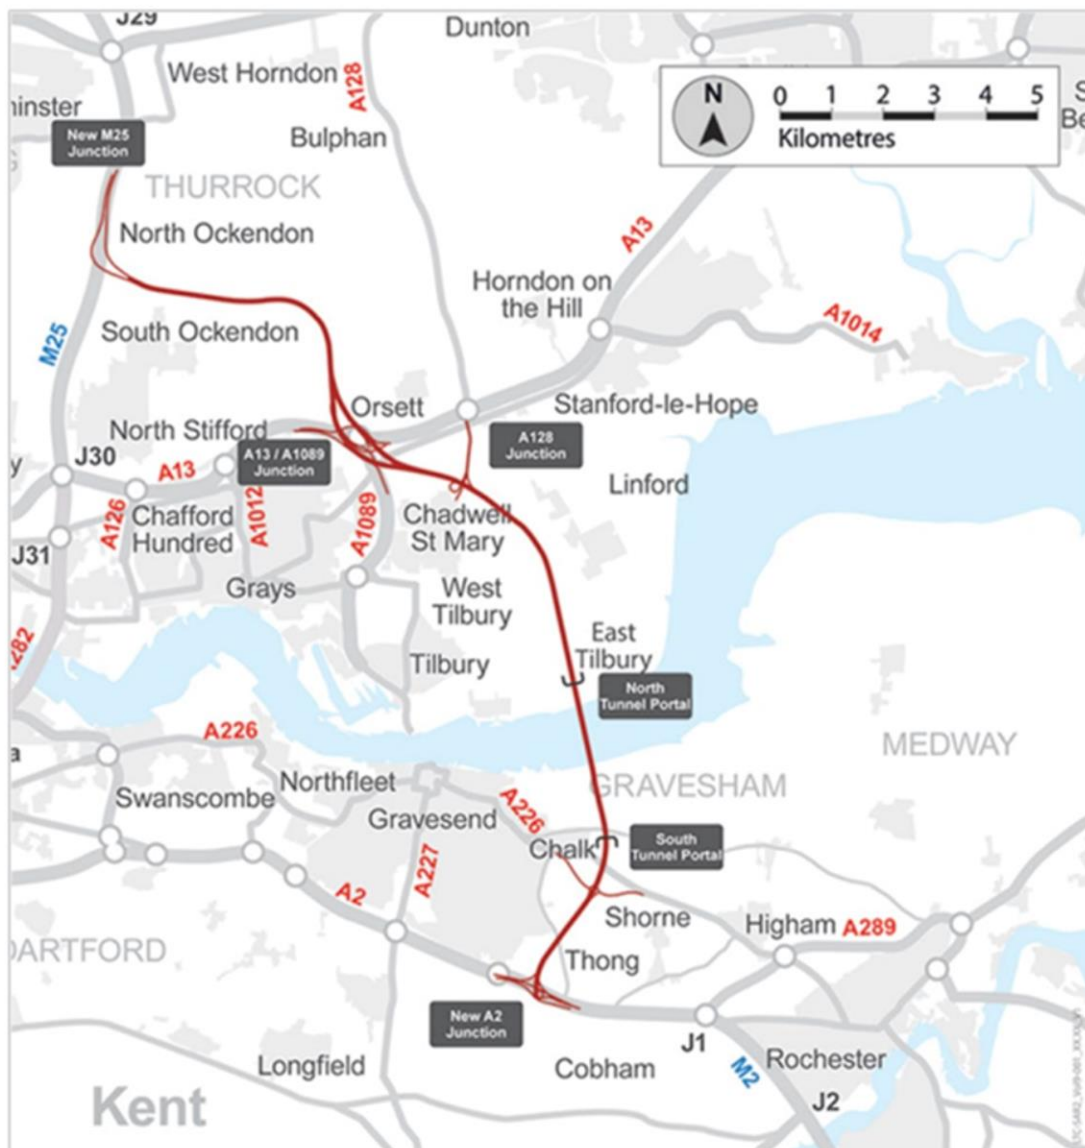 J29
Dunton
West Horndon
A128
Bulphan
N
0 1 2 3 4 5
Kilometres
New M25
Junction
THURROCK
North Ockendon
A13
Horndon on
the Hill
A1014
M25
South Ockendon
Orsett
Stanford-le-Hope
North Stifford
A128
Junction
A13 / A1089
Junction
J30
A13
Linford
A126
Chafford
Hundred
A1012
A1089
Chadwell
St Mary
J31
Grays
West
Tilbury
East
Tilbury
Tilbury
North
Tunnel Portal
A226
MEDWAY
Northfleet
GRAVESHAM
Swanscombe
Gravesend
A226
Chalk
South
Tunnel Portal
A227
A2
Shorne
Higham
A289
Thong
New A2
Junction
J1
Longfield
Cobham
M2
Rochester
Kent
J2